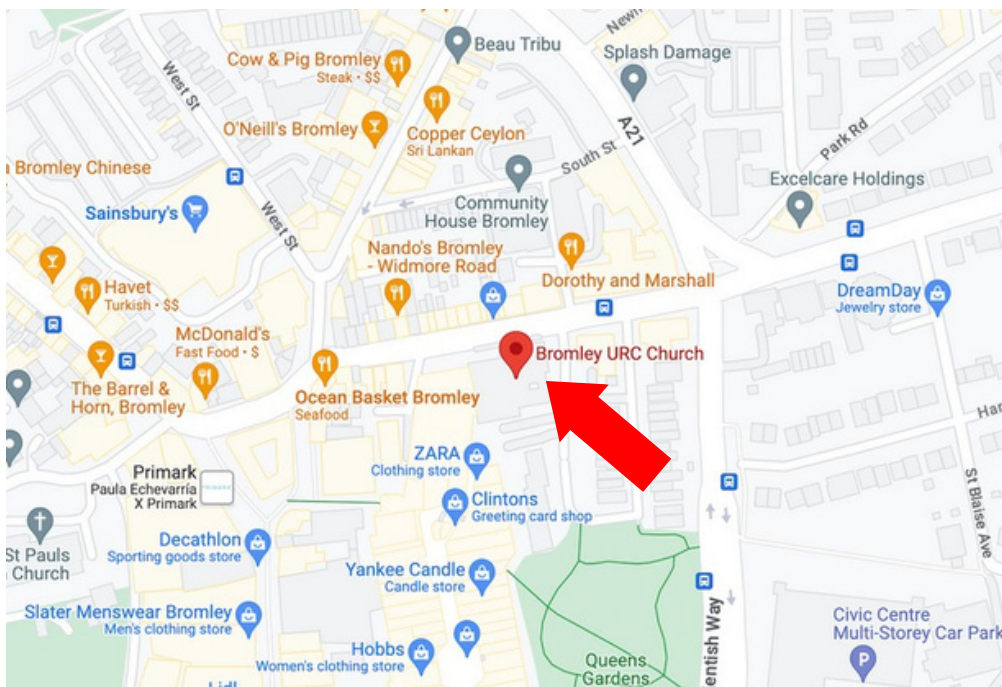 Beau Tribu
Newn
Cow & Pig Bromley
Steak • $$
Splash Damage
West St
A21
O'Neill's Bromley
Copper Ceylon
Sri Lankan
Park Rd
South St
a Bromley Chinese
Excelcare Holdings
Community
House Bromley
Sainsbury's
West St
Nando's Bromley
- Widmore Road
Dorothy and Marshall
Havet
Turkish • $$
DreamDay
Jewelry store
McDonald's
Fast Food • $
Bromley URC Church
The Barrel &
Horn, Bromley
Ocean Basket Bromley
Seafood
Har
ZARA
Clothing store
Primark
Paula Echevarría
X Primark
PRIMARK
Clintons
Greeting card shop
St Blaise Ave
St Pauls
Church
Decathlon
Sporting goods store
Yankee Candle
Candle store
Slater Menswear Bromley
Men's clothing store
entish Way
Civic Centre
Multi-Storey Car Park
P
Hobbs
Women's clothing store
Queens
Gardens
Lidl